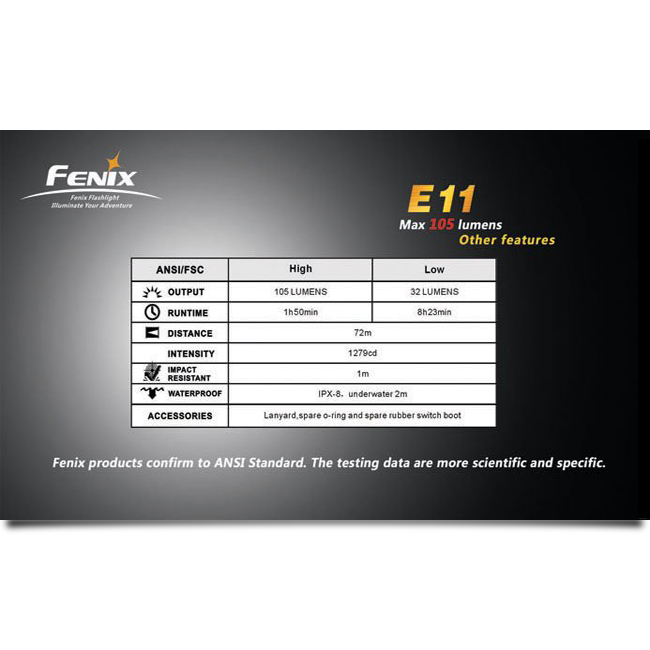 FENIX
Fenix Flashlight
Illuminate Your Adventure
E11
Max 105 lumens
Other features
ANSI/FSC High Low
OUTPUT 105 LUMENS 32 LUMENS
RUNTIME 1h50min 8h23min
DISTANCE 72m
INTENSITY 1279cd
IMPACT
RESISTANT 1m
WATERPROOF IPX-8，underwater 2m
ACCESSORIES Lanyard,spare o-ring and spare rubber switch boot
Fenix products confirm to ANSI Standard. The testing data are more scientific and specific.